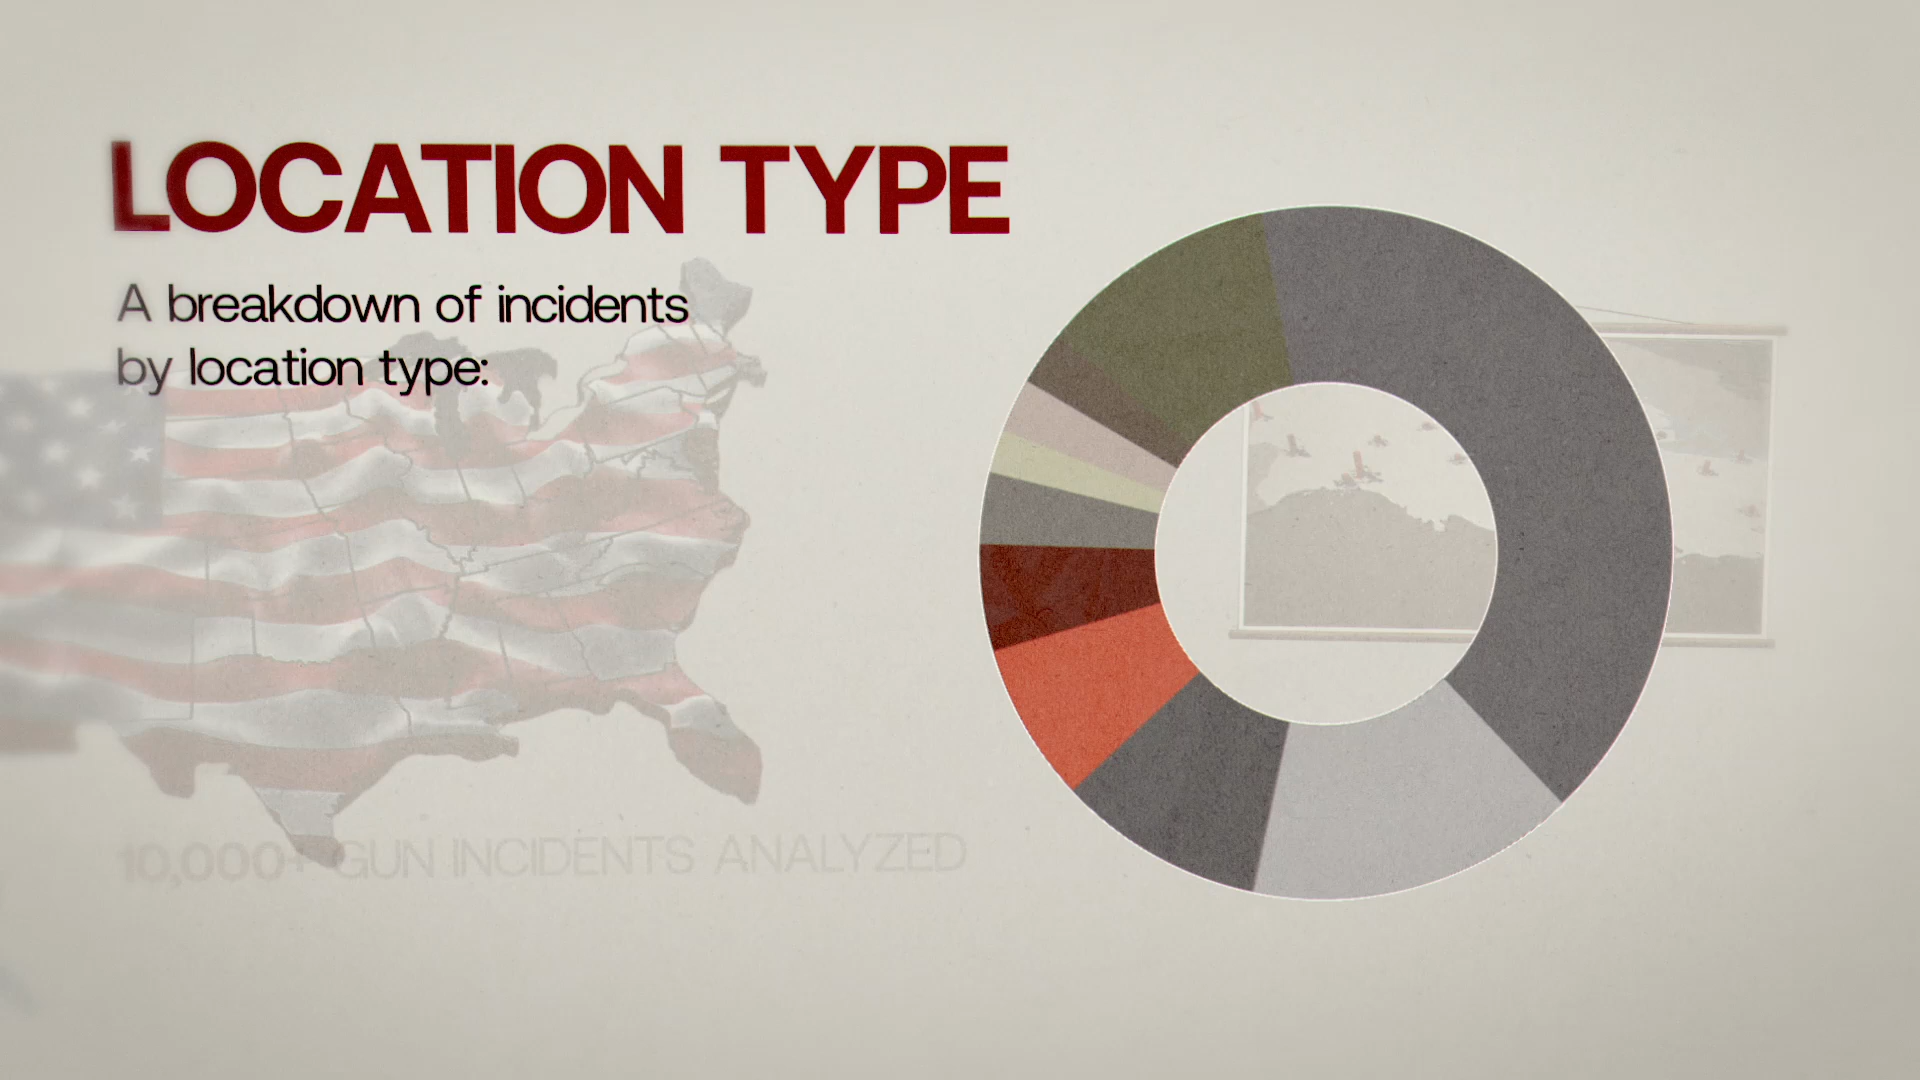 LOCATION TYPE
A breakdown of incidents
by location type:
10,000+ GUN INCIDENTS ANALYZED